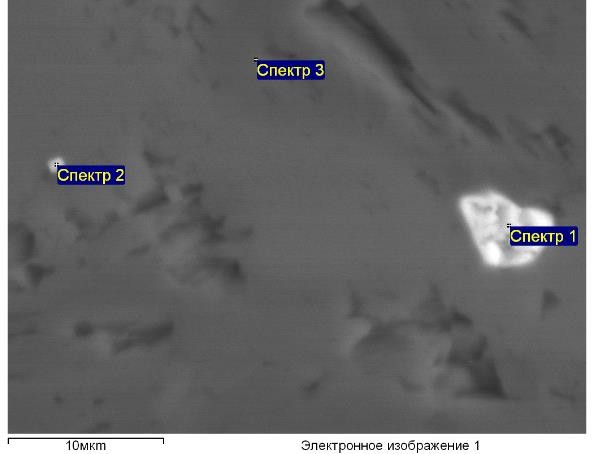 Спектр 3
Спектр 2
Спектр 1
10мкm
Электронное изображение 1